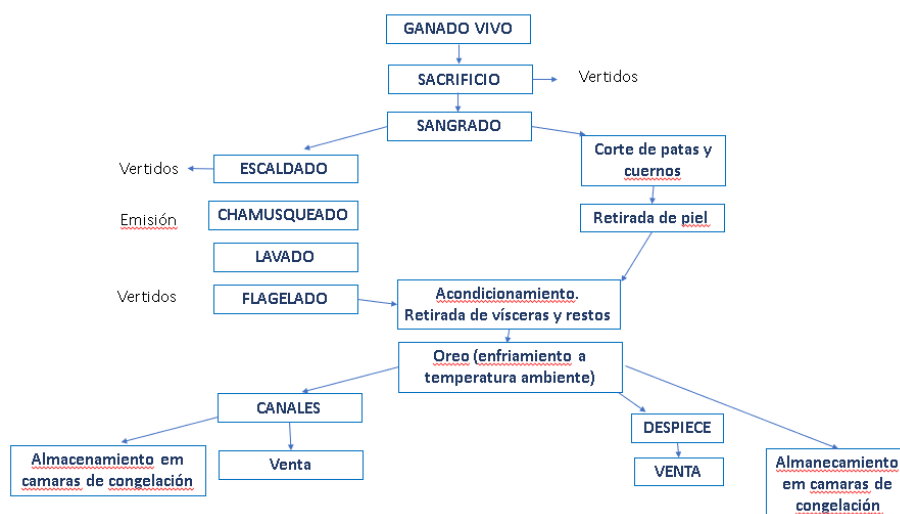 GANADO VIVO
SACRIFICIO
Vertidos
SANGRADO
Corte de patas y
cuernos
Vertidos
ESCALDADO
Retirada de piel
Emisión
CHAMUSQUEADO
LAVADO
Vertidos
FLAGELADO
Acondicionamiento.
Retirada de vísceras y restos
Oreo (enfriamiento a
temperatura ambiente)
CANALES
DESPIECE
Almacenamiento em
camaras de congelación
Venta
VENTA
Almanecamiento
em camaras de
congelación